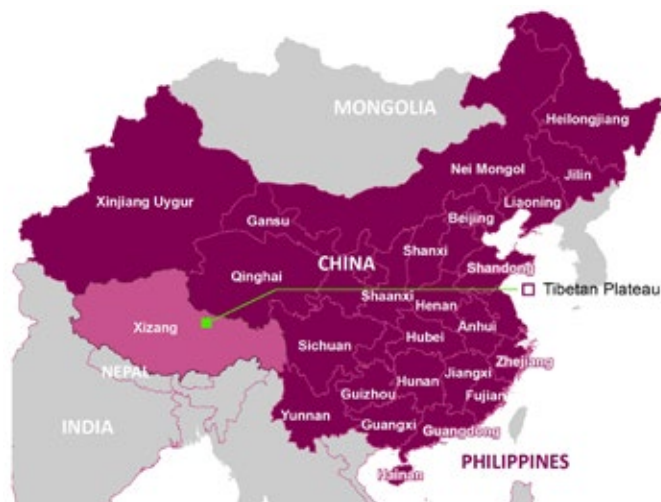 MONGOLIA
Heilongjiang
Nei Mongol
Jilin
Xinjiang Uygur
Liaoning
Gansu
Beijing
Shanxi
CHINA
Shandong
Qinghai
Tibetan Plateau
Shaanxi
Henan
Xizang
Anhui
Hubei
Sichuan
Zhejiang
NEPAL
Jiangxi
Hunan
Guizhou
Fujian
Yunnan
INDIA
Guangxi
Guangdong
PHILIPPINES
Hainan